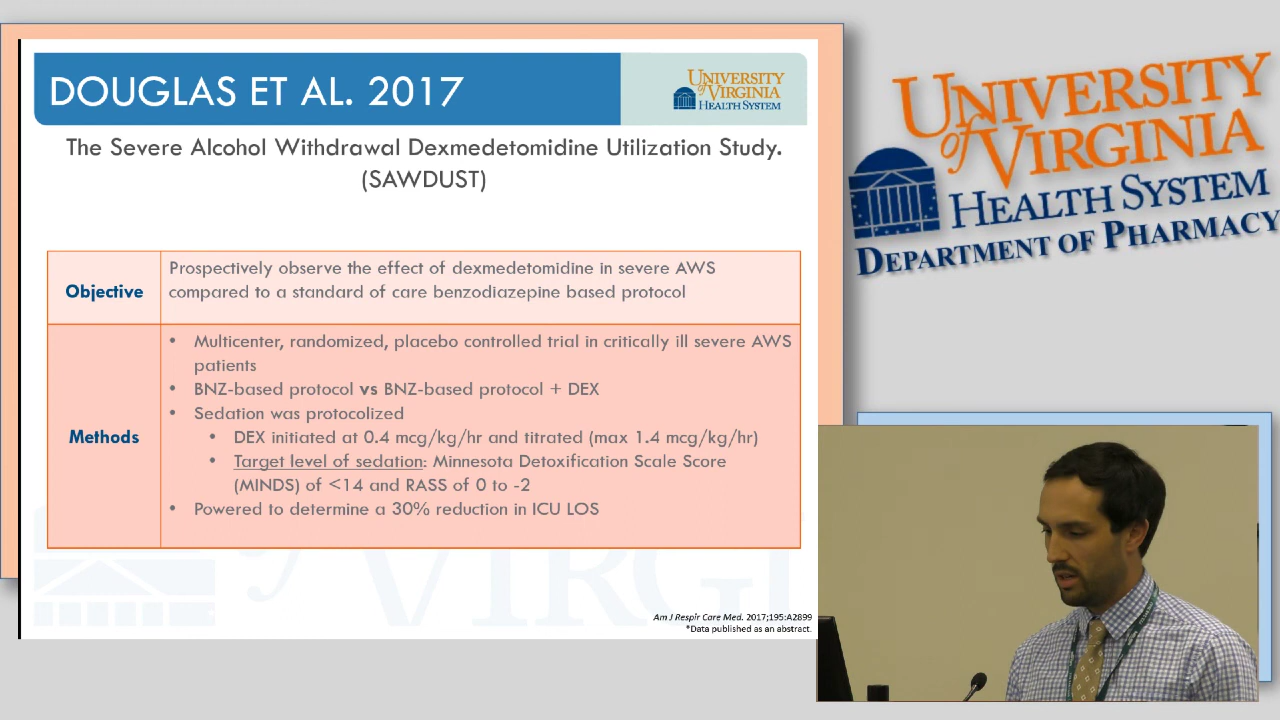 DOUGLAS ET AL. 2017
UNIVERSITY
of VIRGINIA
HEALTH SYSTEM
The Severe Alcohol Withdrawal Dexmedetomidine Utilization Study.
(SAWDUST)
Objective
Prospectively observe the effect of dexmedetomidine in severe AWS
compared to a standard of care benzodiazepine based protocol
Methods
• Multicenter, randomized, placebo controlled trial in critically ill severe AWS
patients
• BNZ-based protocol vs BNZ-based protocol + DEX
• Sedation was protocolized
• DEX initiated at 0.4 mcg/kg/hr and titrated (max 1.4 mcg/kg/hr)
• Target level of sedation: Minnesota Detoxification Scale Score
(MINDS) of <14 and RASS of 0 to -2
• Powered to determine a 30% reduction in ICU LOS
of VIRGI
Am J Respir Care Med. 2017;195:A2899
*Data published as an abstract.
UNIVERSITY
of VIRGINIA
HEALTH SYSTEM
DEPARTMENT OF PHARMACY